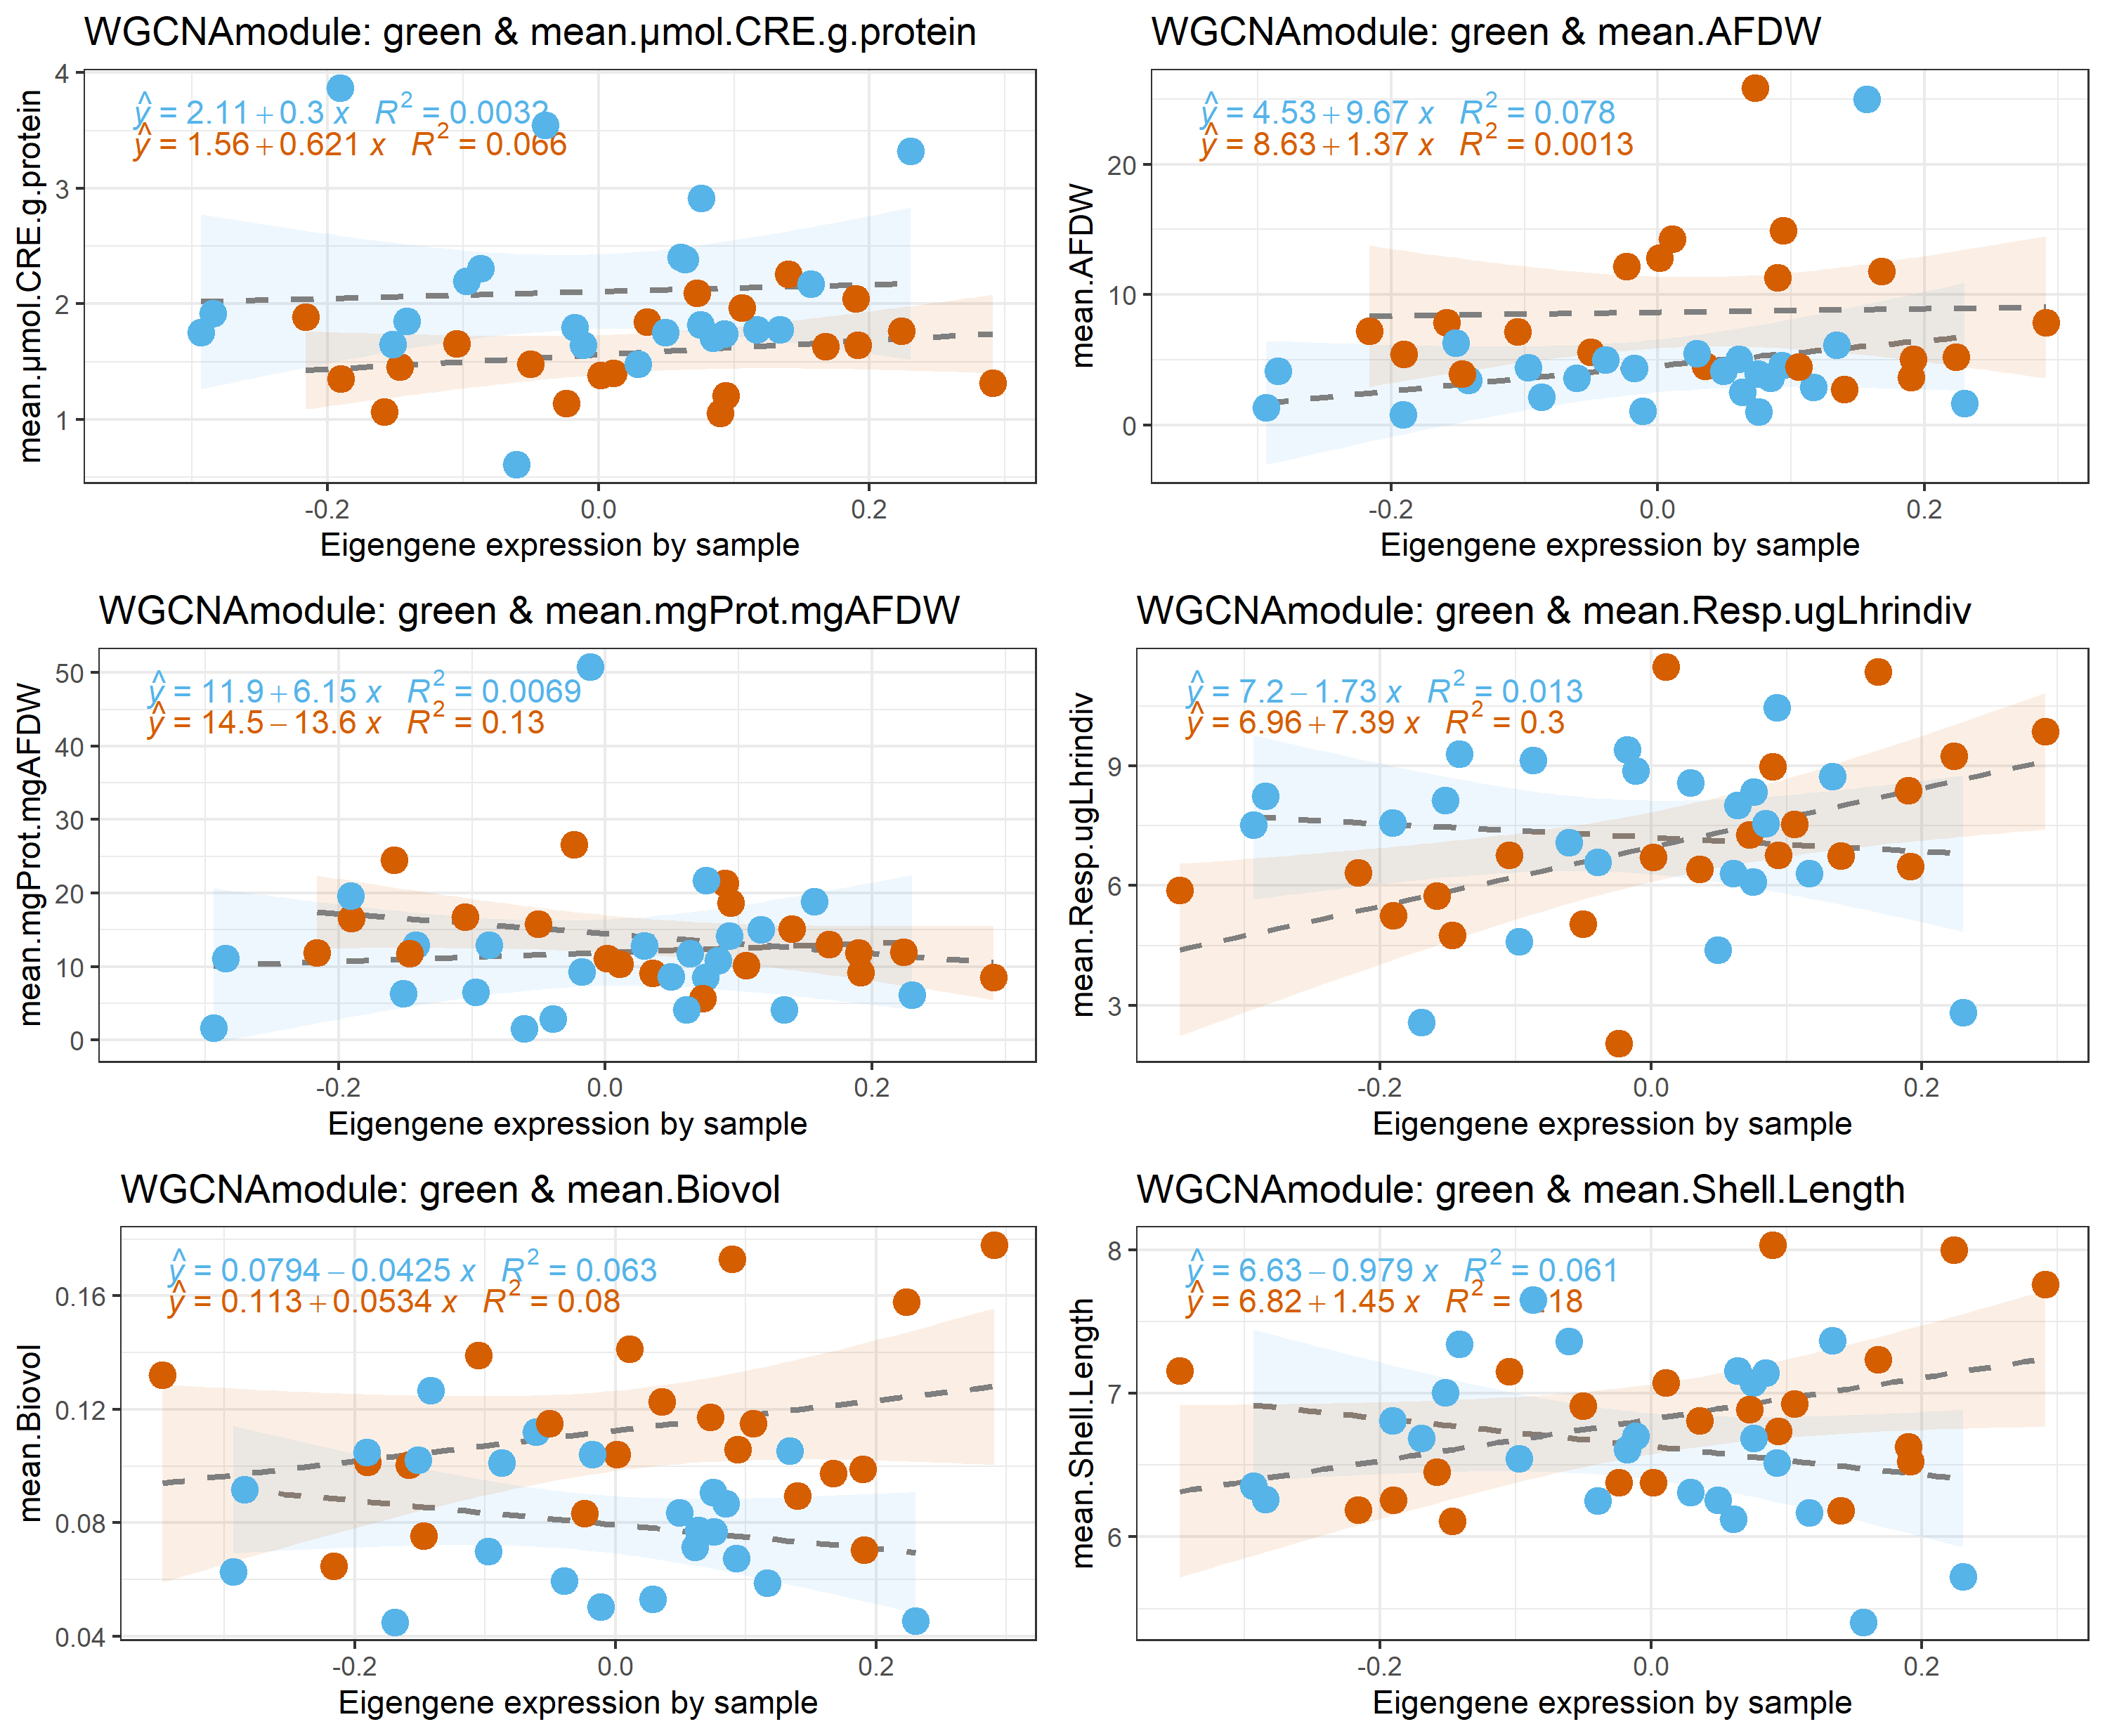 WGCNAmodule: green & mean.µmol.CRE.g.protein
ŷ = 2.11 + 0.3 x R² = 0.0032
ŷ = 1.56 + 0.621 x R² = 0.066
mean.µmol.CRE.g.protein
4
3
2
1
-0.2 0.0 0.2
Eigengene expression by sample
WGCNAmodule: green & mean.AFDW
ŷ = 4.53 + 9.67 x R² = 0.078
ŷ = 8.63 + 1.37 x R² = 0.0013
mean.AFDW
20
10
0
-0.2 0.0 0.2
Eigengene expression by sample
WGCNAmodule: green & mean.mgProt.mgAFDW
ŷ = 11.9 + 6.15 x R² = 0.0069
ŷ = 14.5 − 13.6 x R² = 0.13
mean.mgProt.mgAFDW
50
40
30
20
10
0
-0.2 0.0 0.2
Eigengene expression by sample
WGCNAmodule: green & mean.Resp.ugLhrindiv
ŷ = 7.2 − 1.73 x R² = 0.013
ŷ = 6.96 + 7.39 x R² = 0.3
mean.Resp.ugLhrindiv
9
6
3
-0.2 0.0 0.2
Eigengene expression by sample
WGCNAmodule: green & mean.Biovol
ŷ = 0.0794 − 0.0425 x R² = 0.063
ŷ = 0.113 + 0.0534 x R² = 0.08
mean.Biovol
0.16
0.12
0.08
0.04
-0.2 0.0 0.2
Eigengene expression by sample
WGCNAmodule: green & mean.Shell.Length
ŷ = 6.63 − 0.979 x R² = 0.061
ŷ = 6.82 + 1.45 x R² = 18
mean.Shell.Length
8
7
6
-0.2 0.0 0.2
Eigengene expression by sample